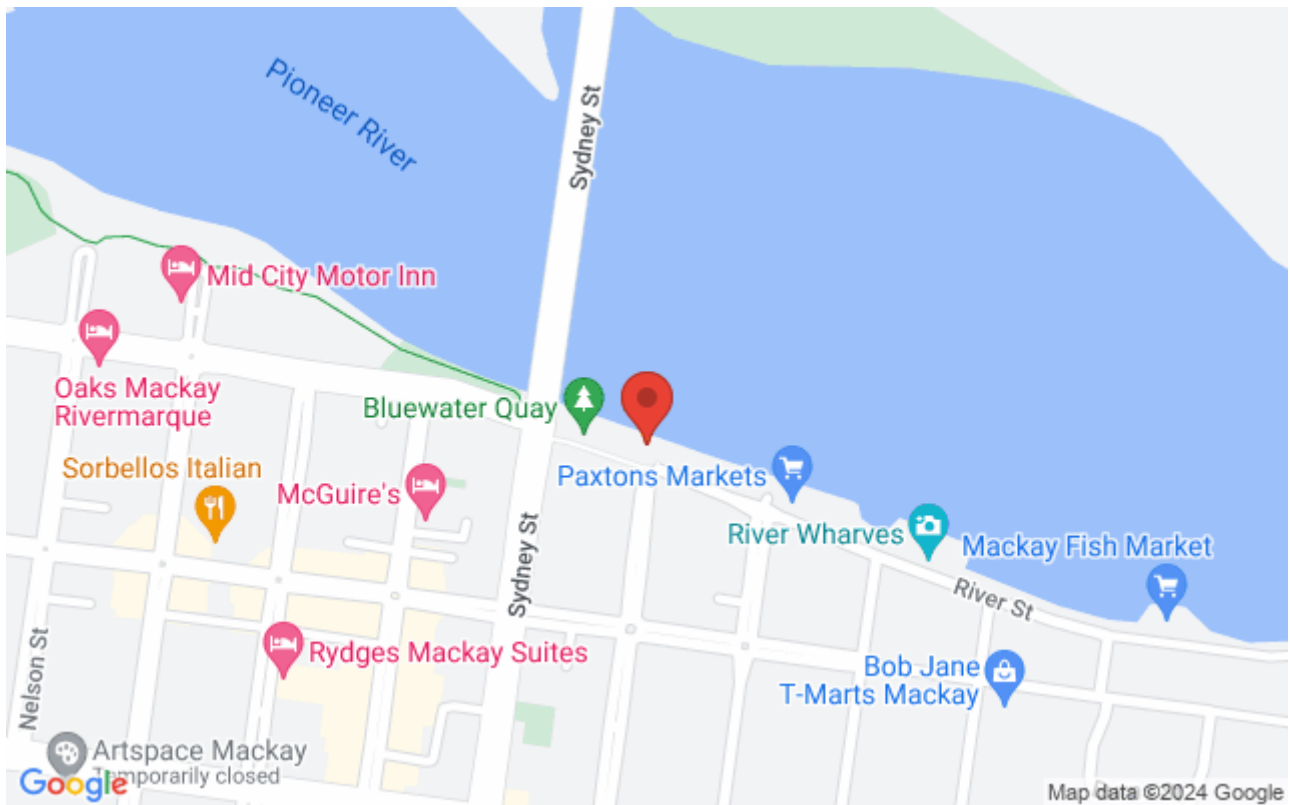 Pioneer River
Sydney St
Mid City Motor Inn
Oaks Mackay
Rivermarque
Bluewater Quay
Sorbellos Italian
McGuire's
Paxtons Markets
River Wharves
Mackay Fish Market
Sydney St
River St
Rydges Mackay Suites
Bob Jane
T-Marts Mackay
Nelson St
Artspace Mackay
Temporarily closed
Google
Map data ©2024 Google